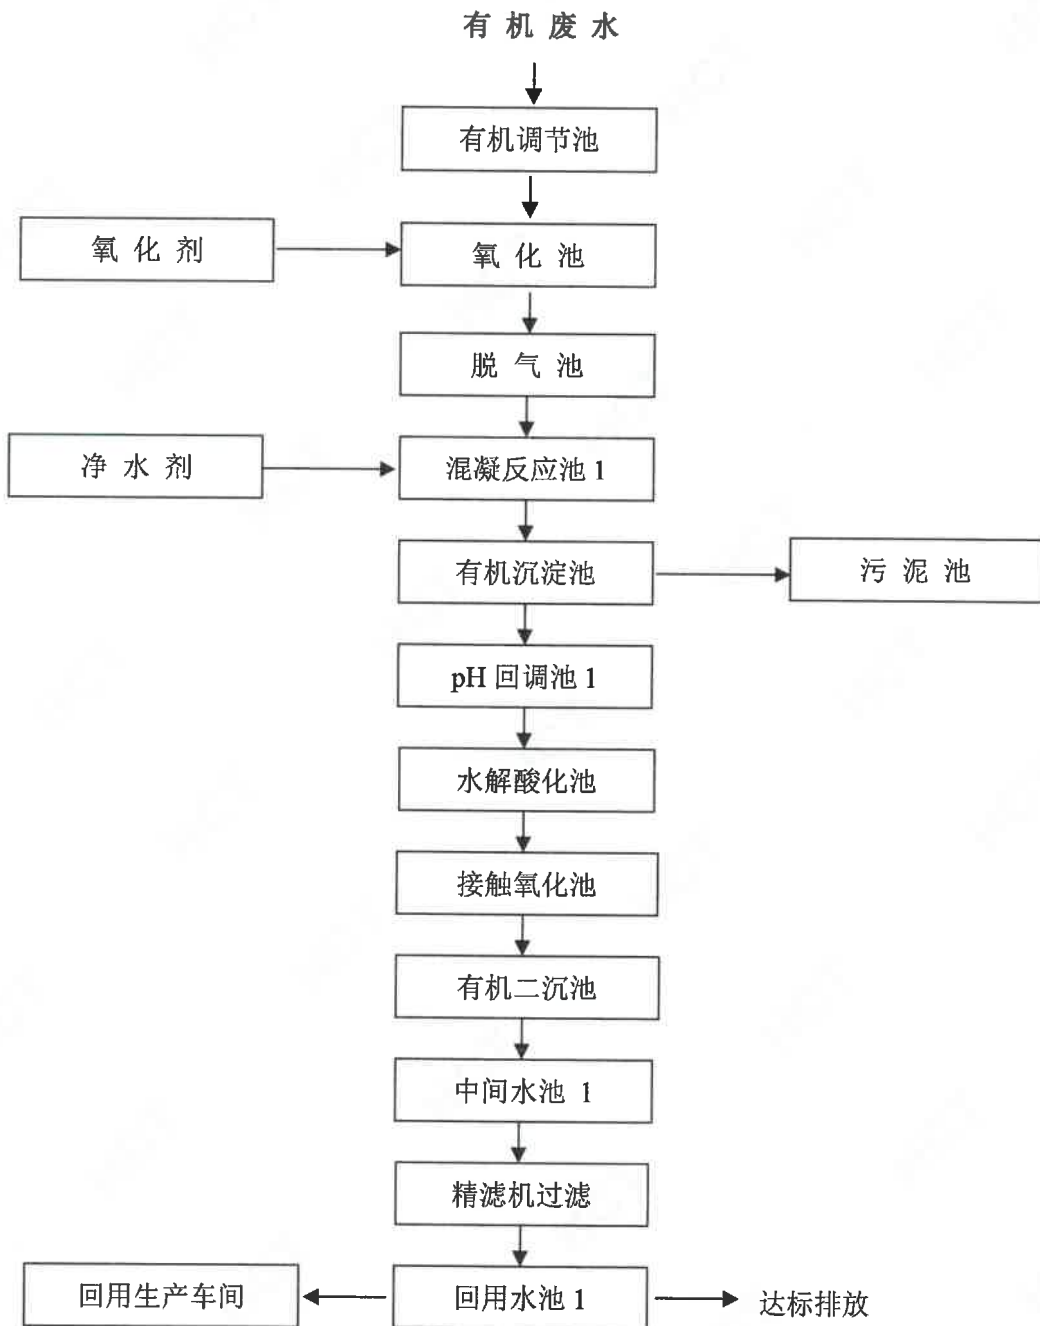 有机废水
有机调节池
氧化剂
氧化池
脱气池
净水剂
混凝反应池 1
有机沉淀池
污泥池
pH 回调池 1
水解酸化池
接触氧化池
有机二沉池
中间水池 1
精滤机过滤
回用生产车间
回用水池 1
达标排放